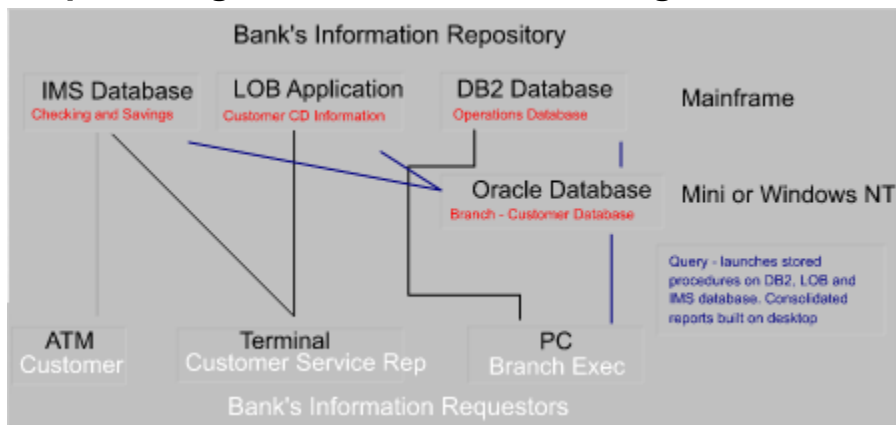 Bank's Information Repository
IMS Database
Checking and Savings
LOB Application
Customer CD Information
DB2 Database
Operations Database
Mainframe
Oracle Database
Branch - Customer Database
Mini or Windows NT
Query - launches stored
procedures on DB2, LOB and
IMS database. Consolidated
reports built on desktop
ATM
Customer
Terminal
Customer Service Rep
PC
Branch Exec
Bank's Information Requestors